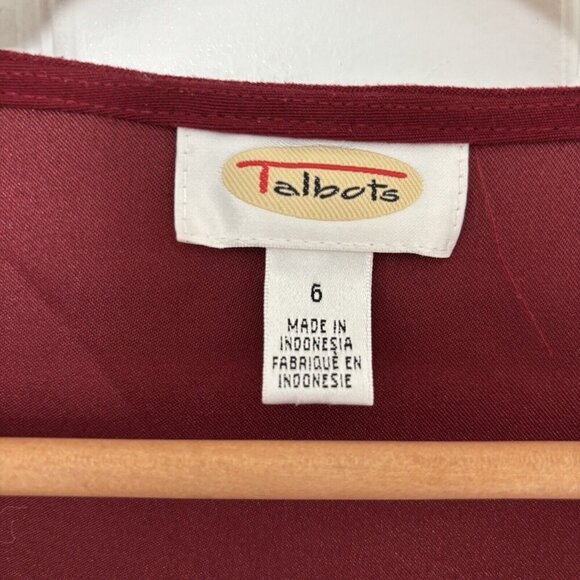 Talbots
6
MADE IN
INDONESIA
FABRIQUÉ EN
INDONESIE